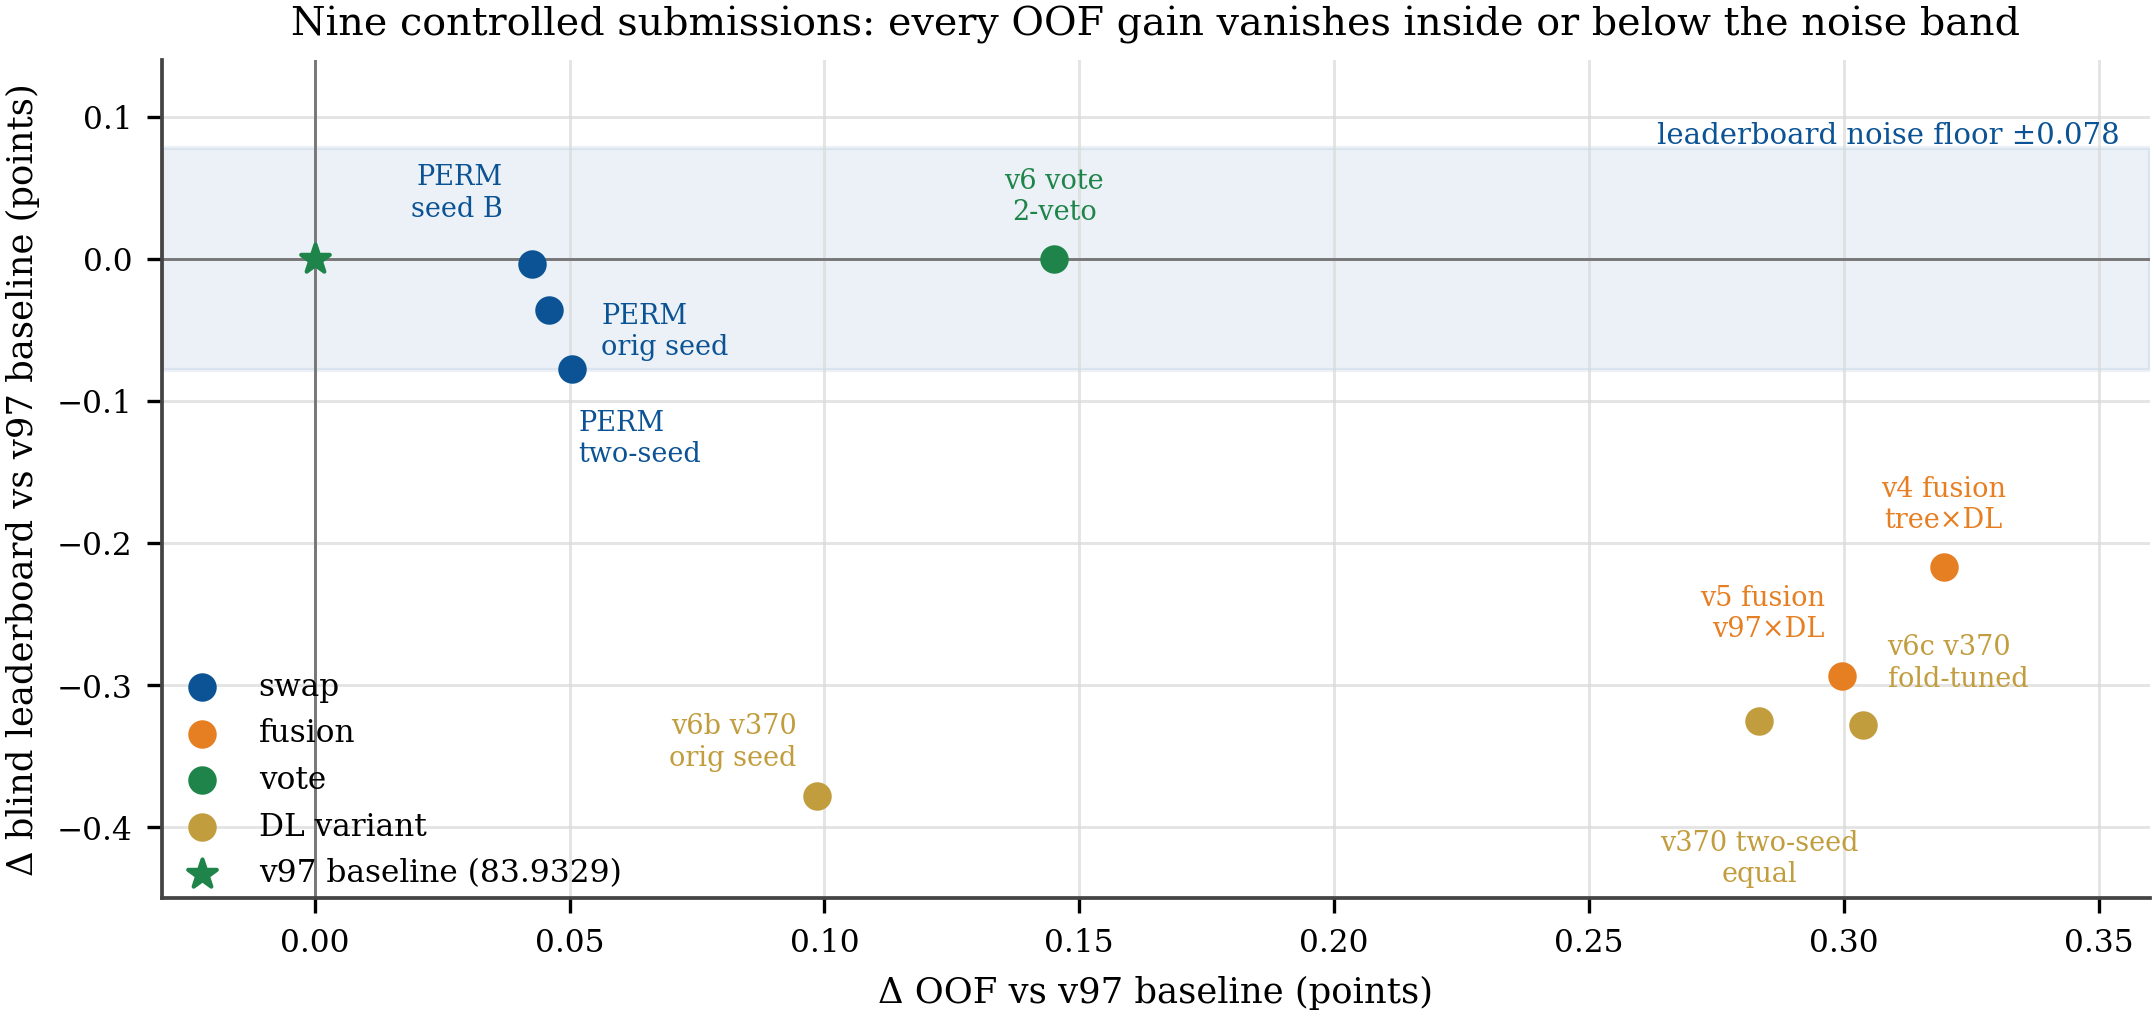 Nine controlled submissions: every OOF gain vanishes inside or below the noise band
Δ blind leaderboard vs v97 baseline (points)
0.1
0.0
−0.1
−0.2
−0.3
−0.4
leaderboard noise floor ±0.078
PERM
seed B
v6 vote
2-veto
PERM
orig seed
PERM
two-seed
v4 fusion
tree×DL
v5 fusion
v97×DL
v6c v370
fold-tuned
v6b v370
orig seed
v370 two-seed
equal
swap
fusion
vote
DL variant
v97 baseline (83.9329)
0.00
0.05
0.10
0.15
0.20
0.25
0.30
0.35
Δ OOF vs v97 baseline (points)